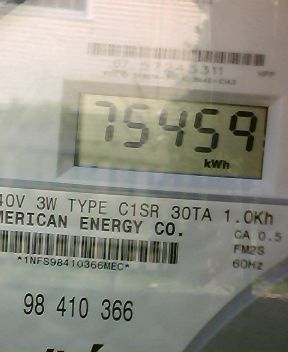 75459
kWh
40V 3W TYPE C1SR 30TA 1.0Kh
MERICAN ENERGY CO.
CA 0.5
FM2S
60Hz
*1NFS98410366MEC*
98 410 366